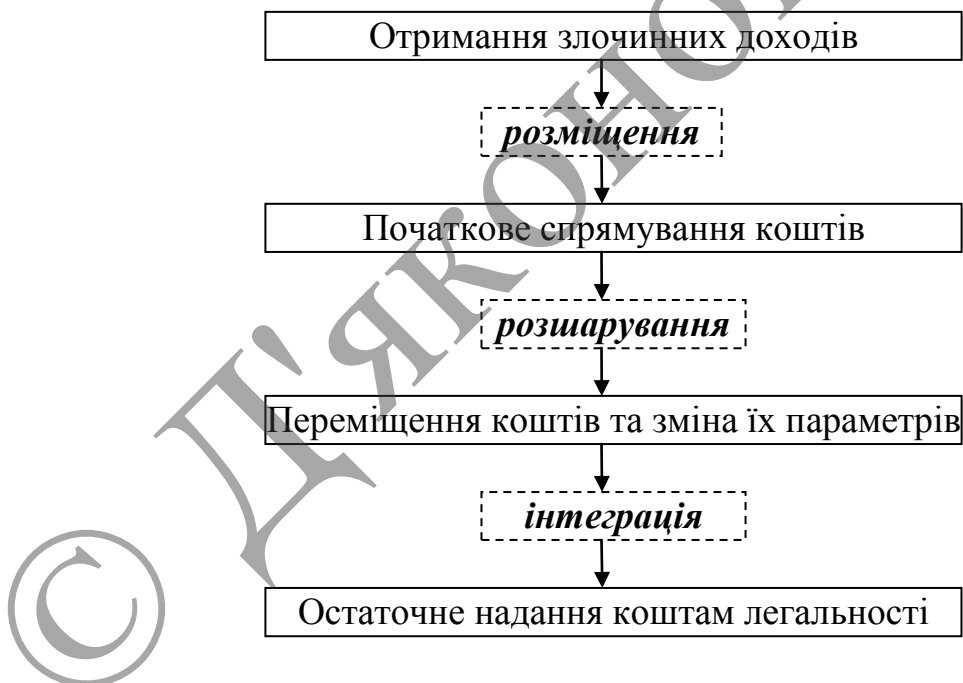 Отримання злочинних доходів
розміщення
Початкове спрямування коштів
розшарування
Переміщення коштів та зміна їх параметрів
інтеграція
Остаточне надання коштам легальності
© Д'яконо